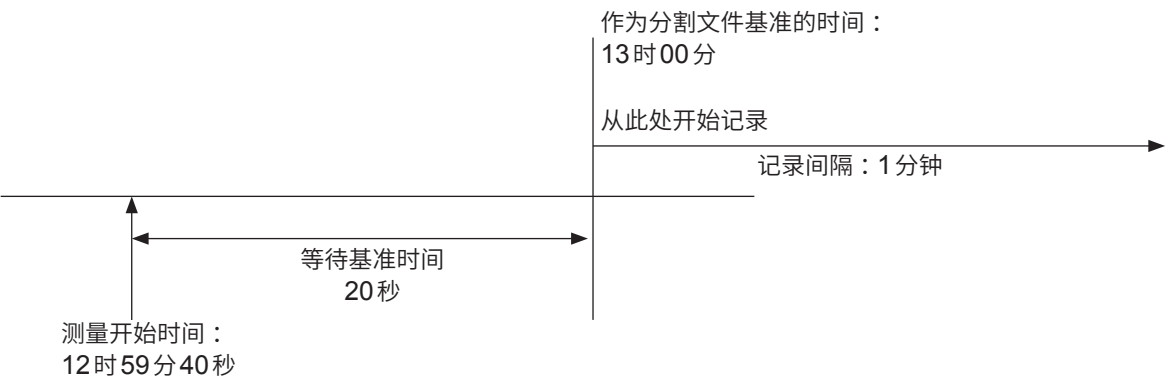 作为分割文件基准的时间：
13时00分
从此处开始记录
记录间隔：1分钟
等待基准时间
20秒
测量开始时间：
12时59分40秒